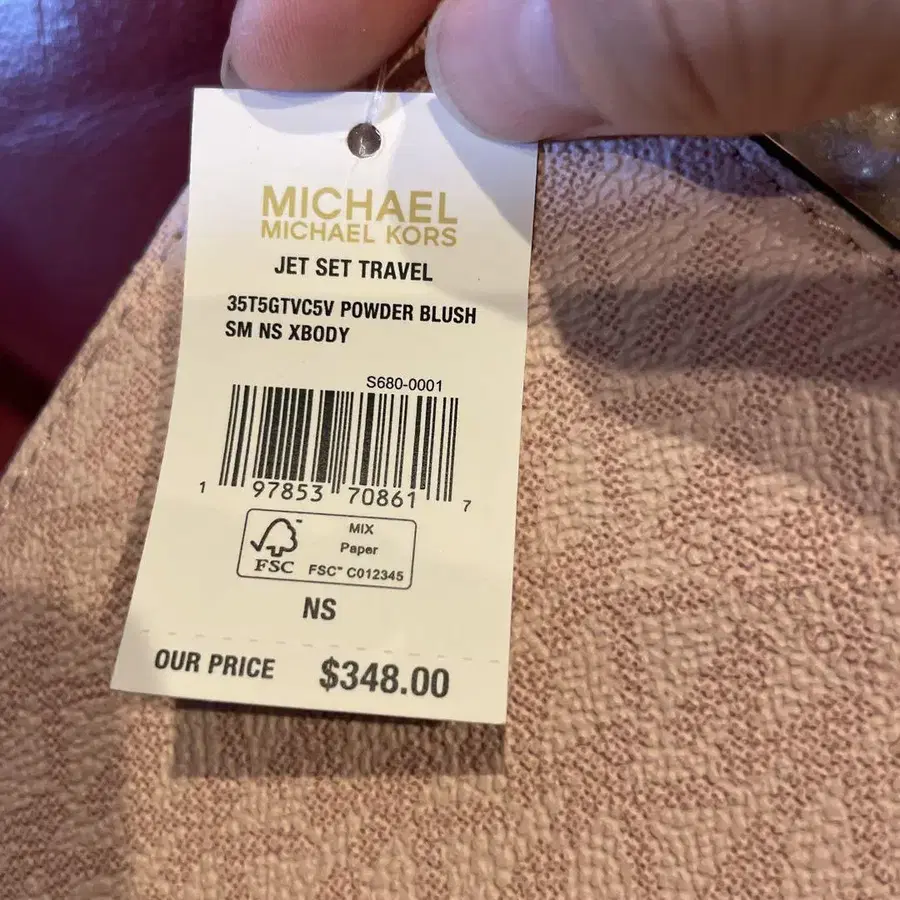 MICHAEL
MICHAEL KORS
JET SET TRAVEL
35T5GTVC5V POWDER BLUSH
SM NS XBODY
S680-0001
1 97853 70861 7
MIX
Paper
FSC™ C012345
FSC™
NS
OUR PRICE $348.00